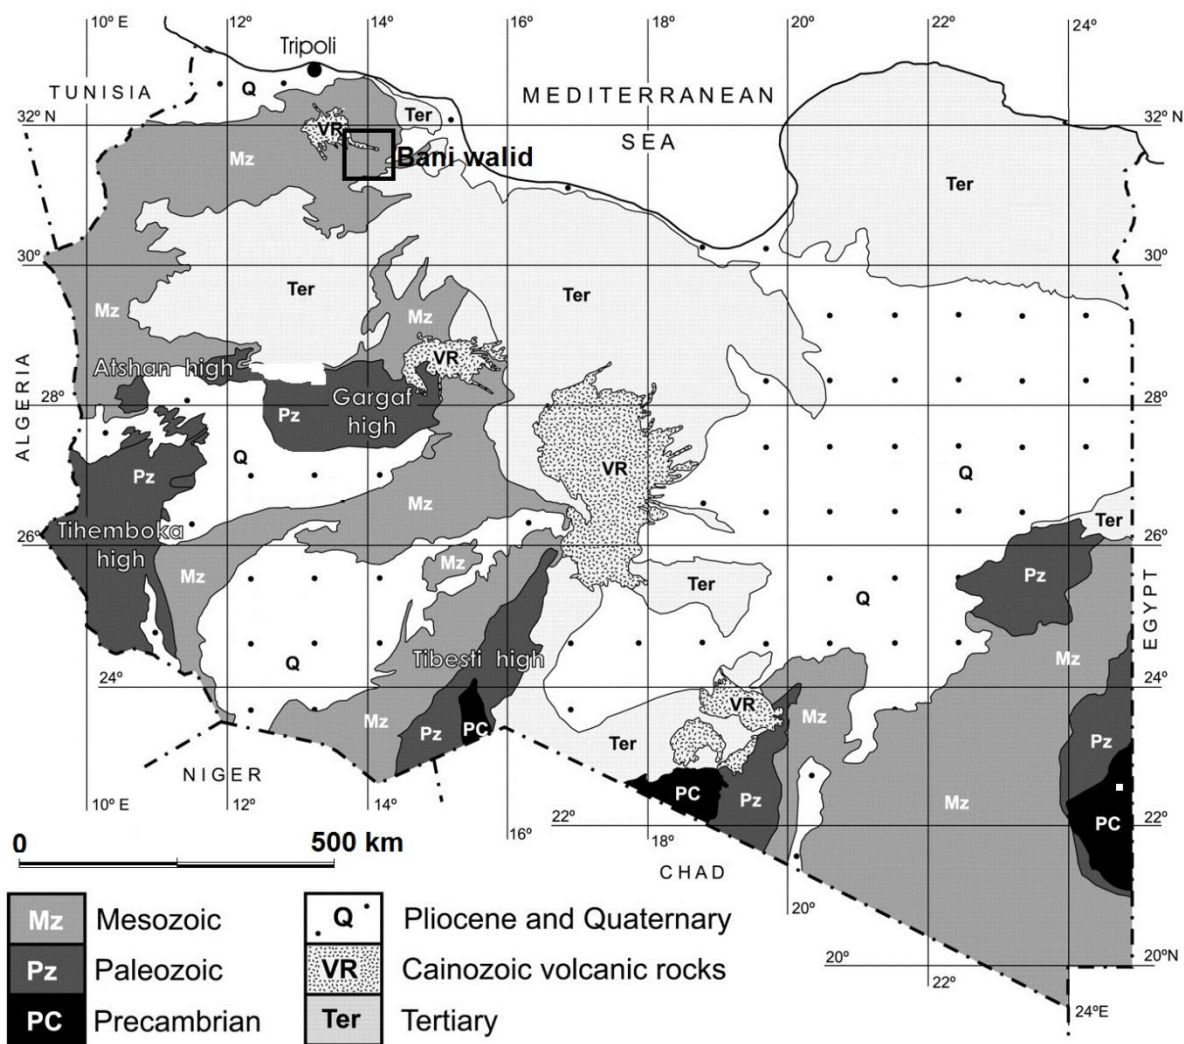 10º E
12º
14º
16º
18º
20º
22º
24º
Tripoli
TUNISIA
Q
MEDITERRANEAN
SEA
Ter
32º N
32º N
VR
Mz
Bani walid
Ter
30º
30º
Ter
Ter
Mz
Mz
Atshan high
VR
ALGERIA
Gargaf
high
28º
28º
Pz
Q
Pz
VR
Q
Mz
Tihemboka
high
Ter
26º
26º
Mz
Mz
Ter
Pz
EGYPT
Q
Q
Tibesti high
Mz
24º
24º
VR
Mz
Mz
Pz
PC
Ter
Pz
NIGER
PC
Pz
Mz
PC
10º E
12º
14º
16º
22º
18º
22º
CHAD
0
500 km
20º
20º
22º
20ºN
24ºE
Mz Mesozoic
Pz Paleozoic
PC Precambrian
Q Pliocene and Quaternary
VR Cainozoic volcanic rocks
Ter Tertiary